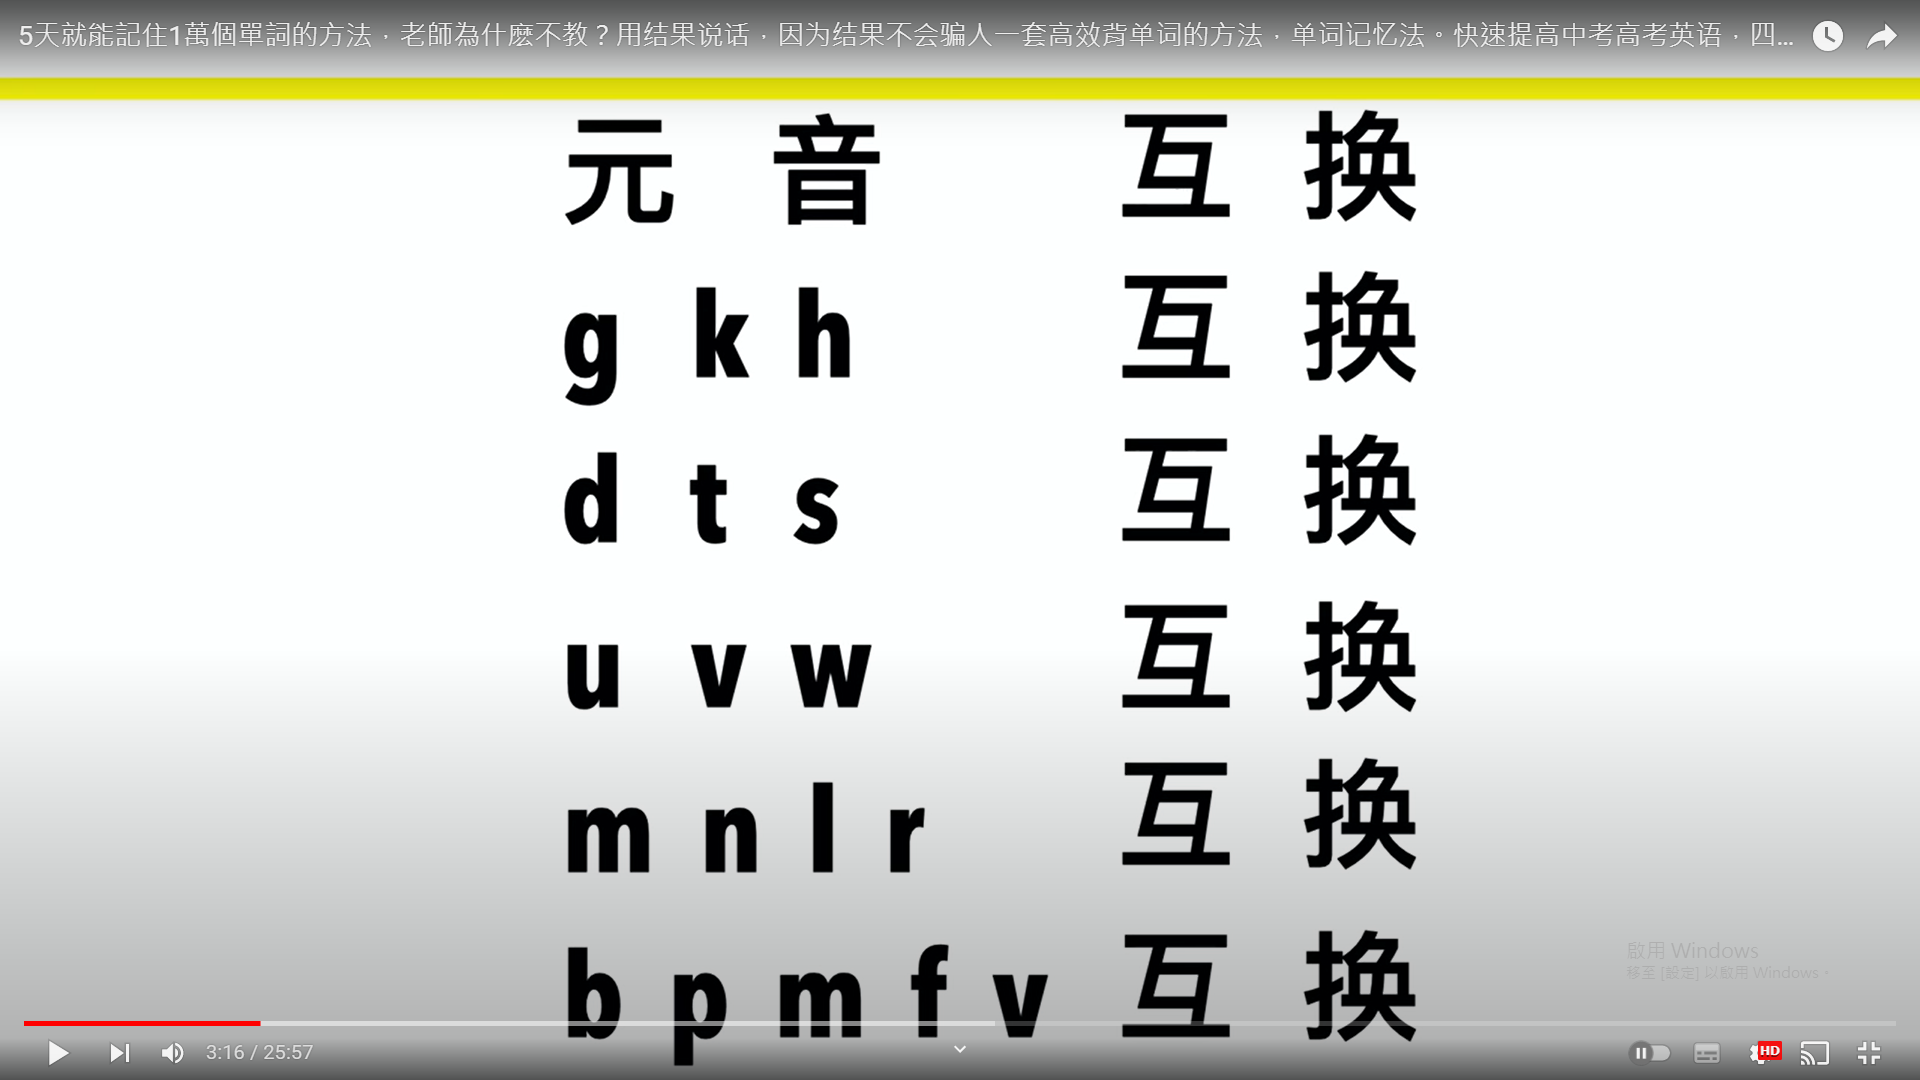 5天就能記住1萬個單詞的方法，老師為什麽不教？用结果说话，因为结果不会骗人一套高效背单词的方法，单词记忆法。快速提高中考高考英语，四...
元 音 互 换
g k h 互 换
d t s 互 换
u v w 互 换
m n l r 互 换
b p m f v 互 换
啟用 Windows
移至 [設定] 以啟用 Windows。
3:16 / 25:57
HD